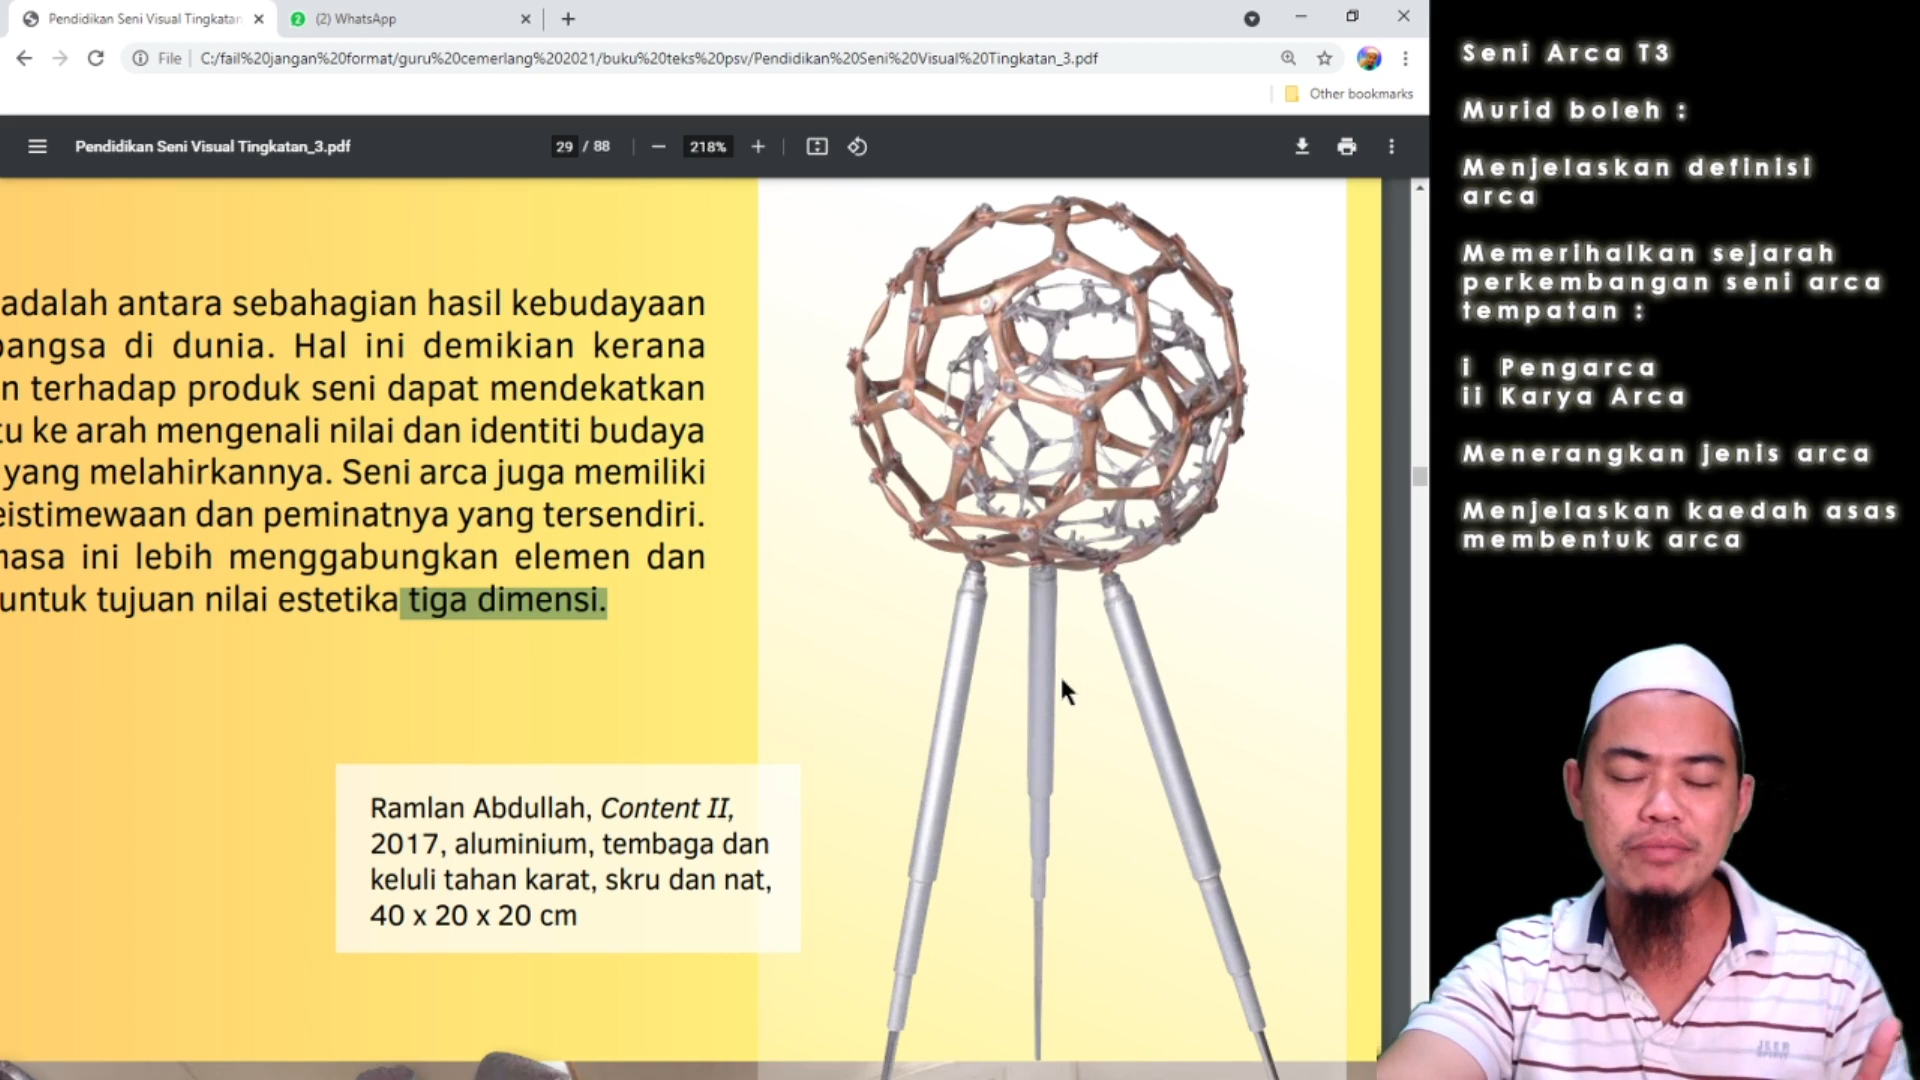 Pendidikan Seni Visual Tingkatan
(2) WhatsApp
File
C:/fail%20jangan%20format/guru%20cemerlang%202021/buku%20teks%20psv/Pendidikan%20Seni%20Visual%20Tingkatan_3.pdf
Other bookmarks
Pendidikan Seni Visual Tingkatan_3.pdf
29 / 88
218%
adalah antara sebahagian hasil kebudayaan
bangsa di dunia. Hal ini demikian kerana
terhadap produk seni dapat mendekatkan
ke arah mengenali nilai dan identiti budaya
yang melahirkannya. Seni arca juga memiliki
eistimewaan dan peminatnya yang tersendiri.
masa ini lebih menggabungkan elemen dan
untuk tujuan nilai estetika tiga dimensi.
Ramlan Abdullah, Content II,
2017, aluminium, tembaga dan
keluli tahan karat, skru dan nat,
40 x 20 x 20 cm
Seni Arca T3
Murid boleh :
Menjelaskan definisi
arca
Memerihalkan sejarah
perkembangan seni arca
tempatan :
i Pengarca
ii Karya Arca
Menerangkan jenis arca
Menjelaskan kaedah asas
membentuk arca